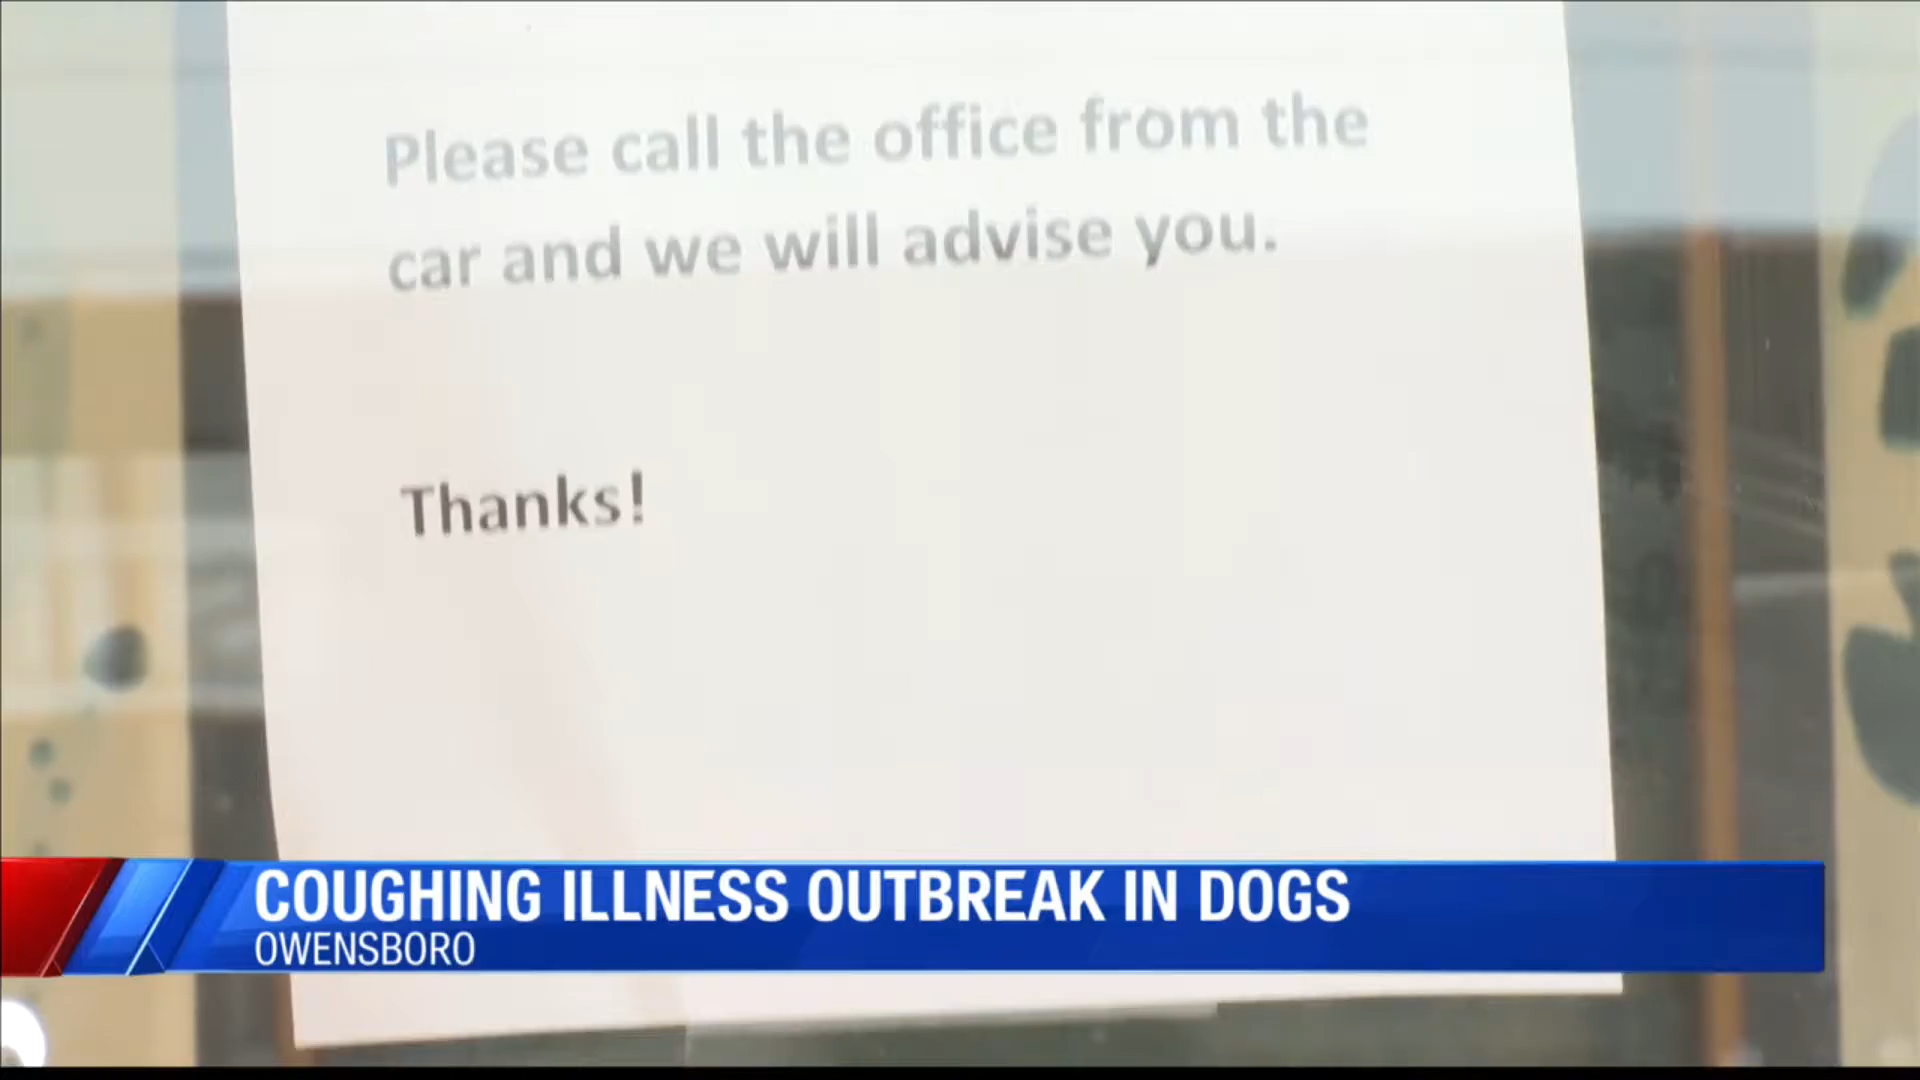 Please call the office from the
car and we will advise you.
Thanks!
COUGHING ILLNESS OUTBREAK IN DOGS
OWENSBORO